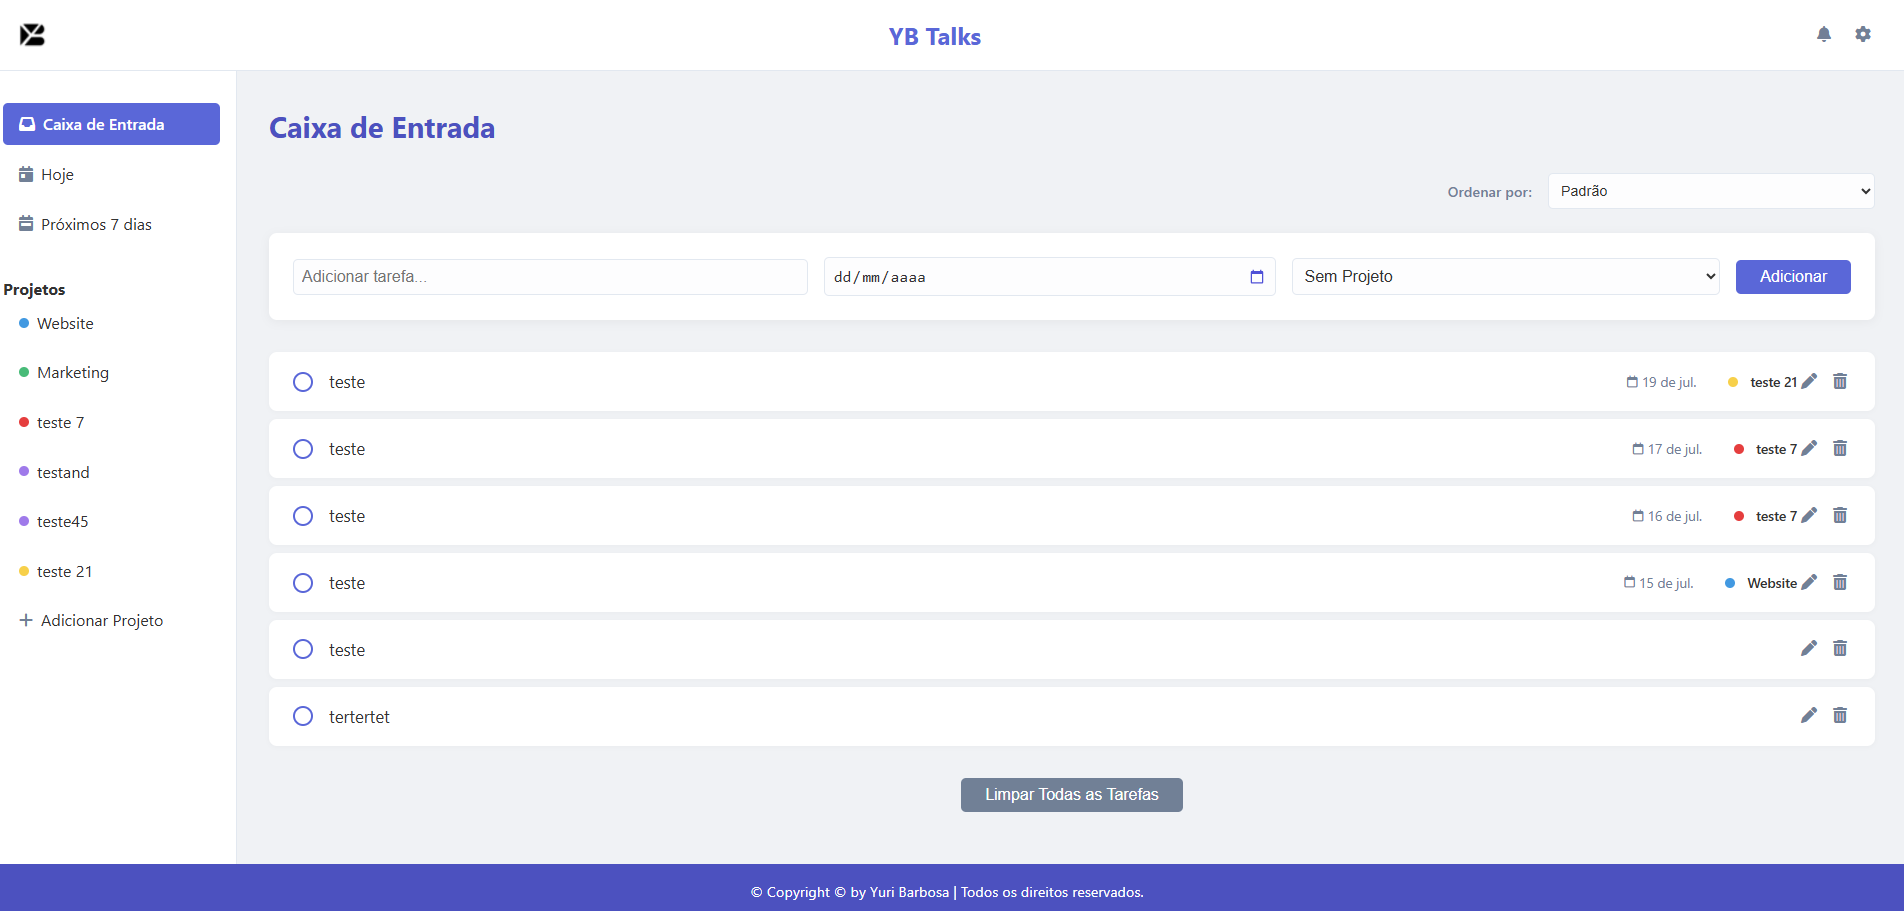 YB Talks
Caixa de Entrada
Hoje
Próximos 7 dias
Projetos
Website
Marketing
teste 7
testand
teste45
teste 21
Adicionar Projeto
Caixa de Entrada
Ordenar por: Padrão
Adicionar tarefa... dd/mm/aaaa Sem Projeto Adicionar
teste 19 de jul. teste 21
teste 17 de jul. teste 7
teste 16 de jul. teste 7
teste 15 de jul. Website
teste
tertertet
Limpar Todas as Tarefas
© Copyright © by Yuri Barbosa | Todos os direitos reservados.